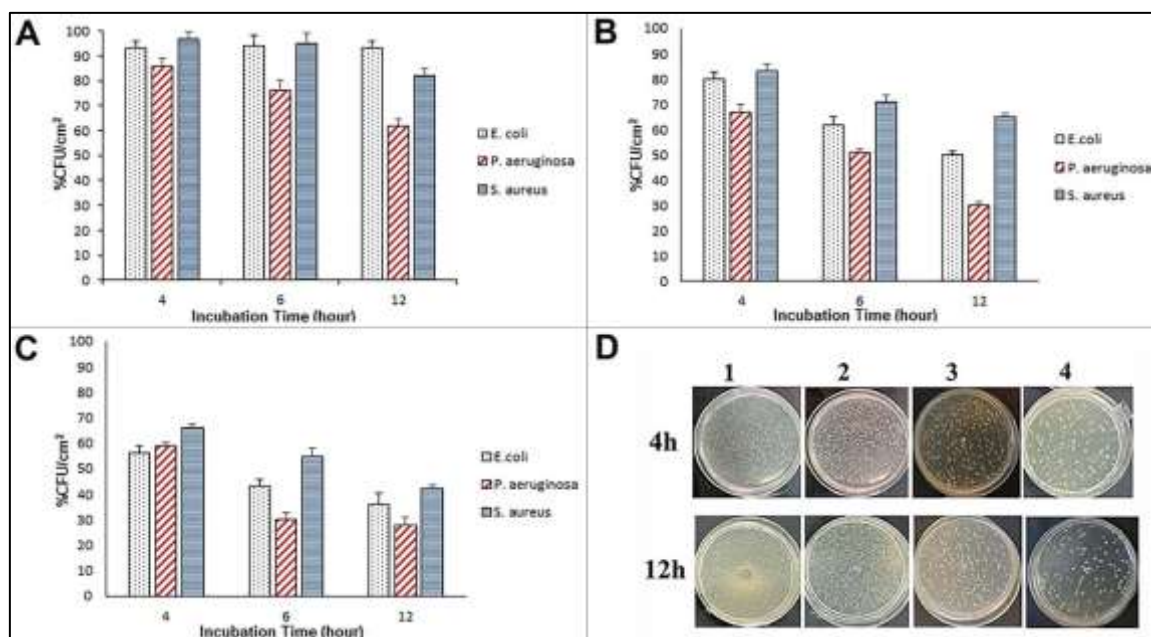 A
100
90
80
70
60
50
40
30
20
10
0
%CFU/cm²
4
6
12
Incubation Time (hour)
E. coli
P. aeruginosa
S. aureus
B
100
90
80
70
60
50
40
30
20
10
0
%CFU/cm²
4
6
12
Incubation Time (hour)
E.coli
P. aeruginosa
S. aureus
C
100
90
80
70
60
50
40
30
20
10
0
%CFU/cm²
4
6
12
Incubation Time (hour)
E.coli
P. aeruginosa
S. aureus
D
1 2 3 4
4h
12h